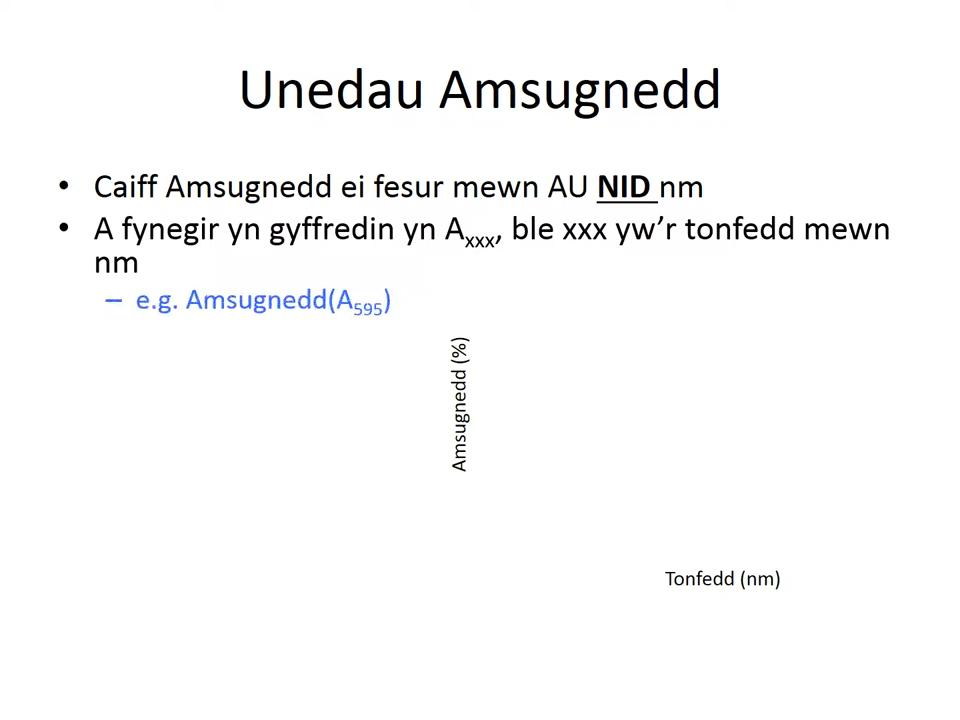 Unedau Amsugnedd
• Caiff Amsugnedd ei fesur mewn AU NID nm
• A fynegir yn gyffredin yn Axxx, ble xxx yw’r tonfedd mewn
nm
– e.g. Amsugnedd(A595)
Amsugnedd (%)
Tonfedd (nm)